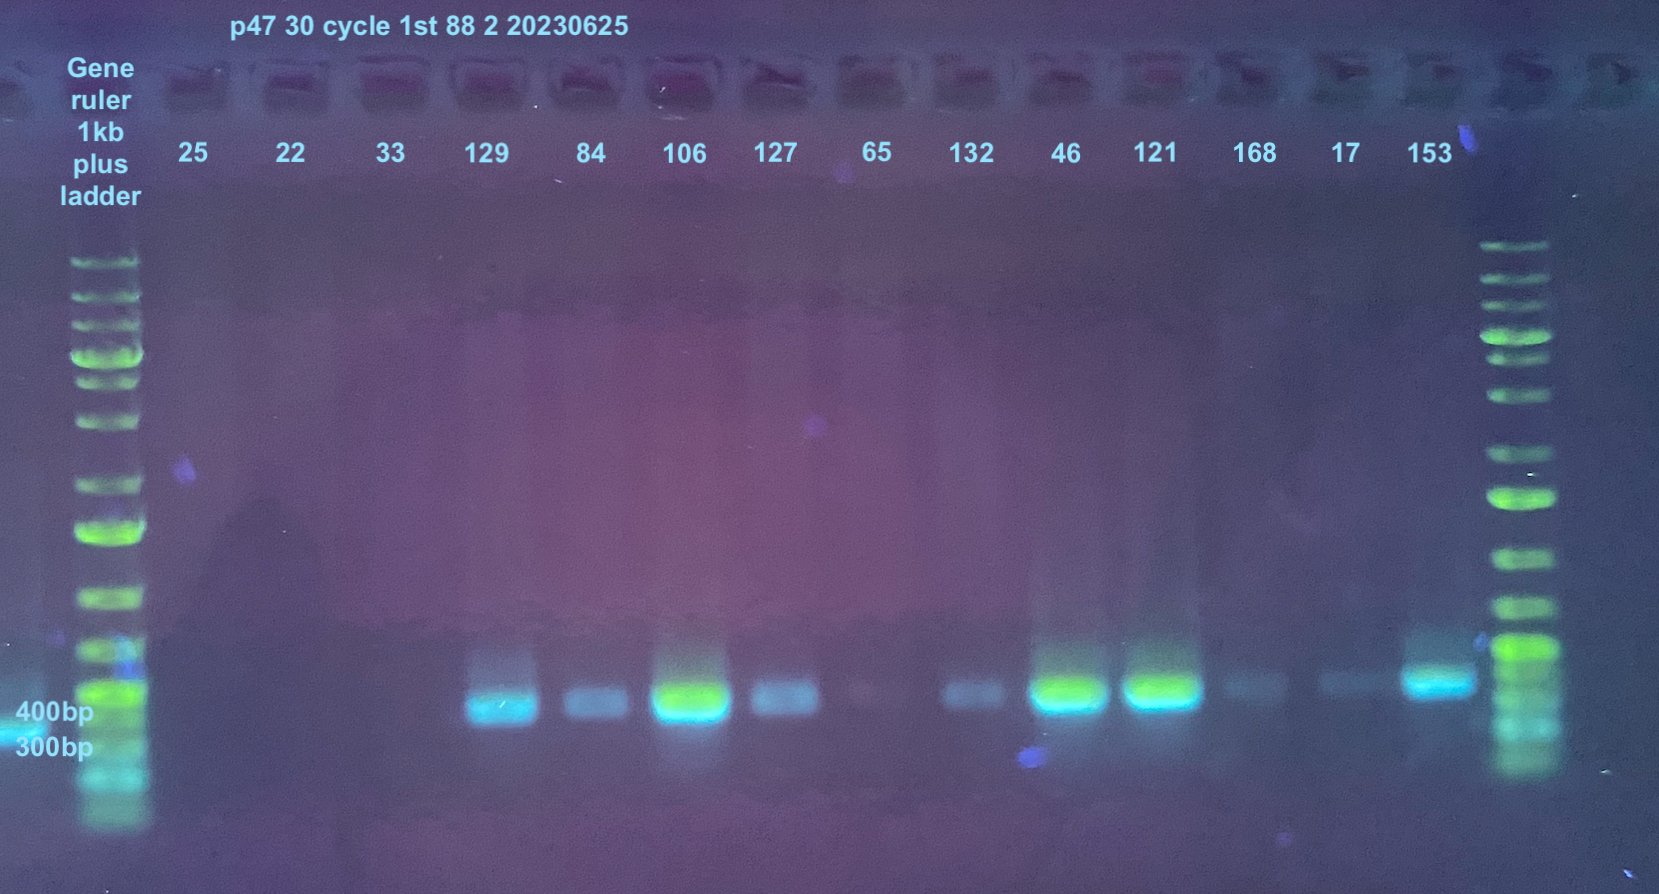 p47 30 cycle 1st 88 2 20230625
Gene
ruler
1kb
plus
ladder
25 22 33 129 84 106 127 65 132 46 121 168 17 153
400bp
300bp